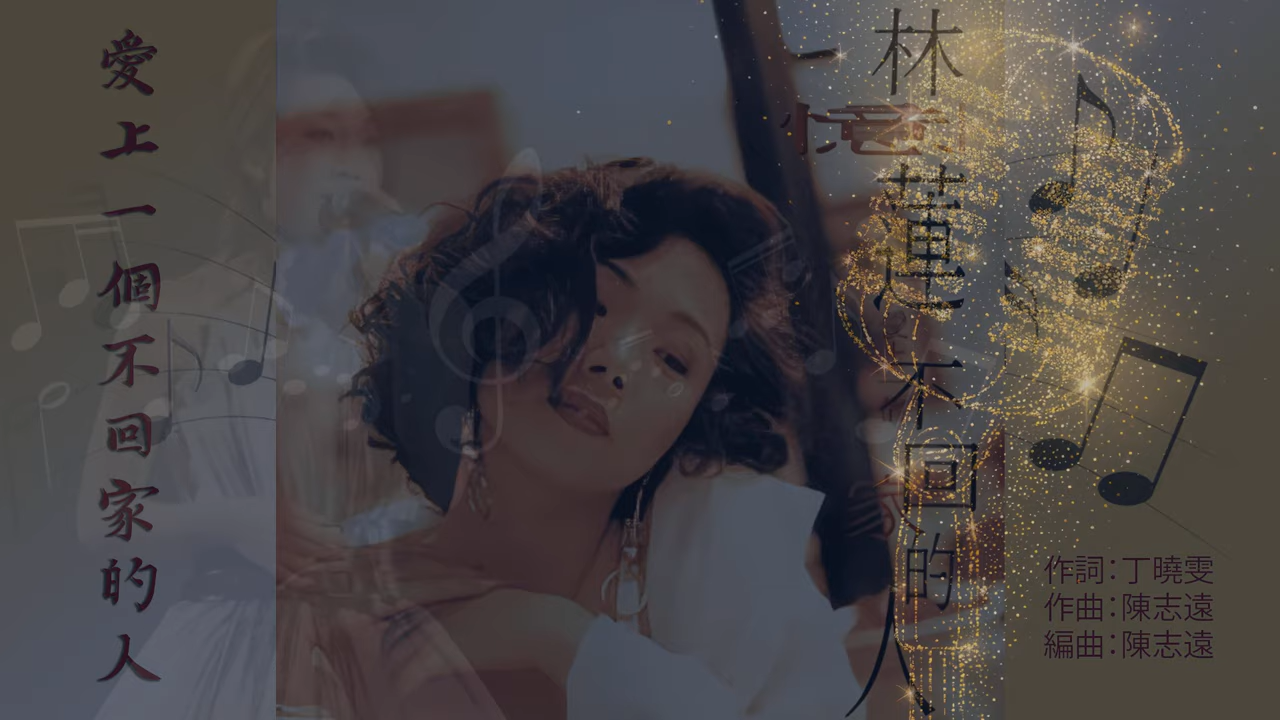 愛上一個不回家的人
林憶蓮
不回家的人
作詞:丁曉雯
作曲:陳志遠
編曲:陳志遠